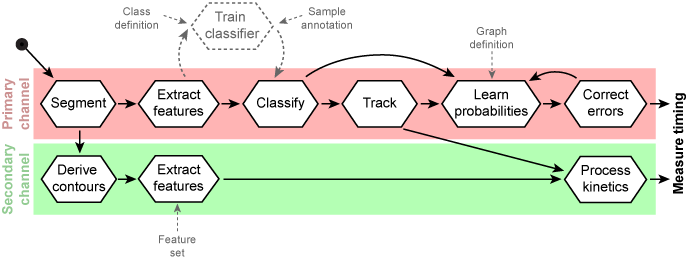 Class
definition
Train
classifier
Sample
annotation
Graph
definition
Primary
channel
Segment
Extract
features
Classify
Track
Learn
probabilities
Correct
errors
Secondary
channel
Derive
contours
Extract
features
Process
kinetics
Measure timing
Feature
set